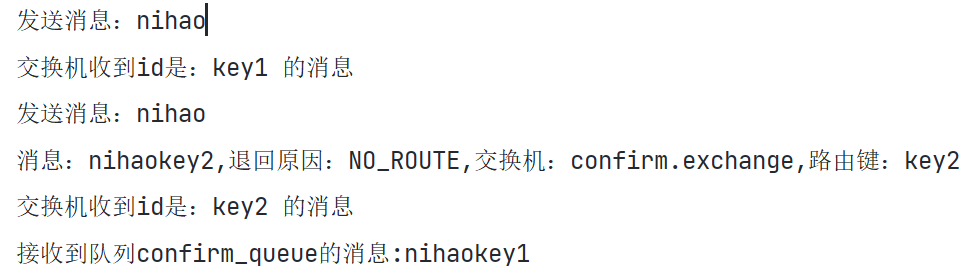 发送消息：nihao
交换机收到id是：key1 的消息
发送消息：nihao
消息：nihaokey2,退回原因：NO_ROUTE,交换机：confirm.exchange,路由键：key2
交换机收到id是：key2 的消息
接收到队列confirm_queue的消息:nihaokey1